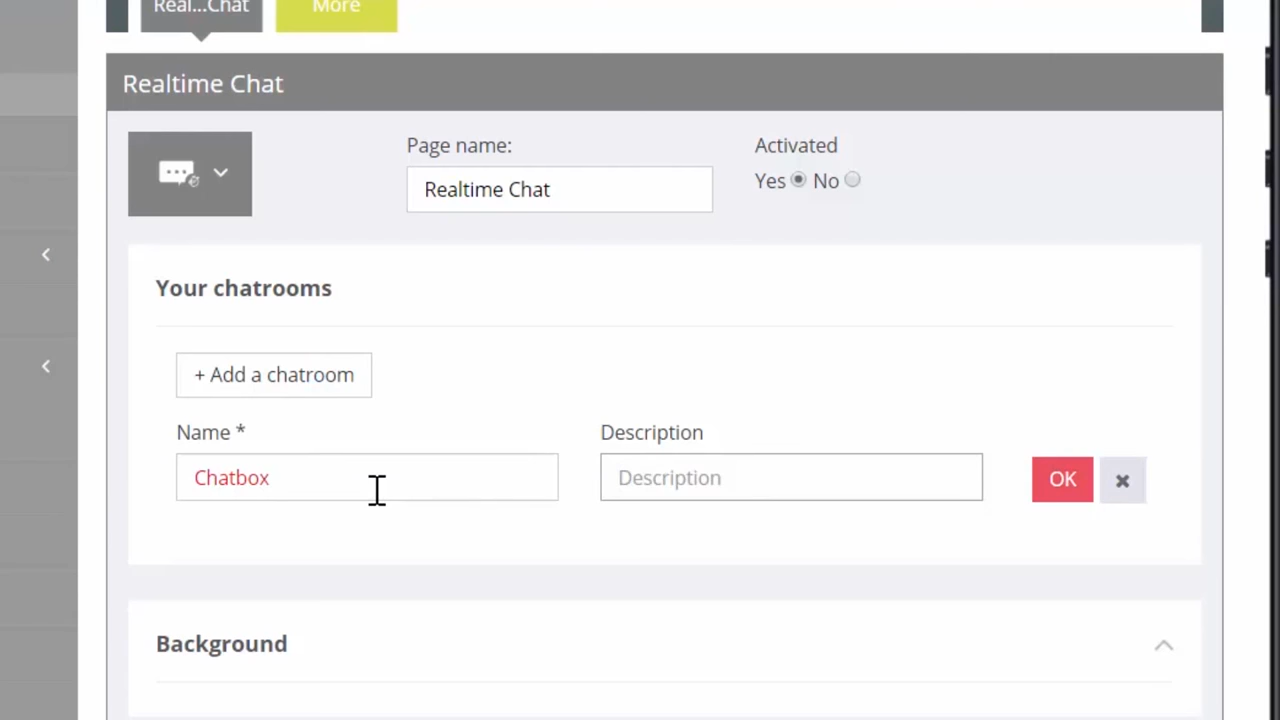 Real...Chat
More
Realtime Chat
Page name:
Activated
Realtime Chat
Yes No
Your chatrooms
+ Add a chatroom
Name *
Description
Chatbox
Description
OK
Background